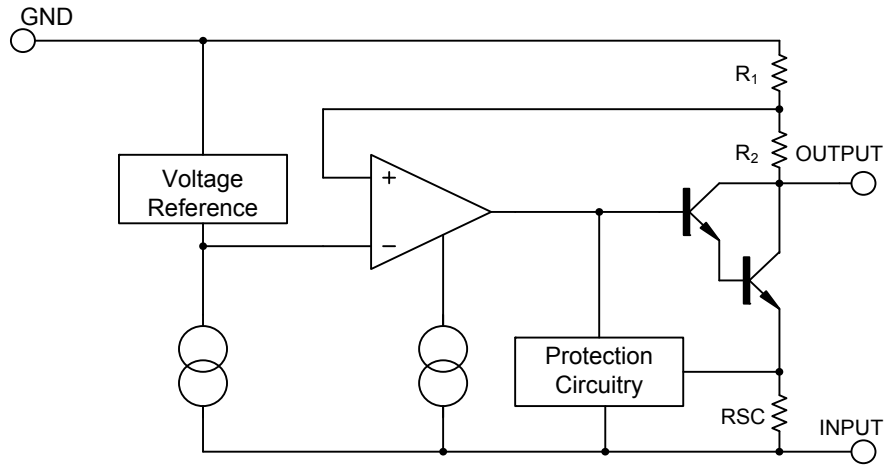 GND
R1
R2
OUTPUT
Voltage
Reference
+
−
Protection
Circuitry
RSC
INPUT